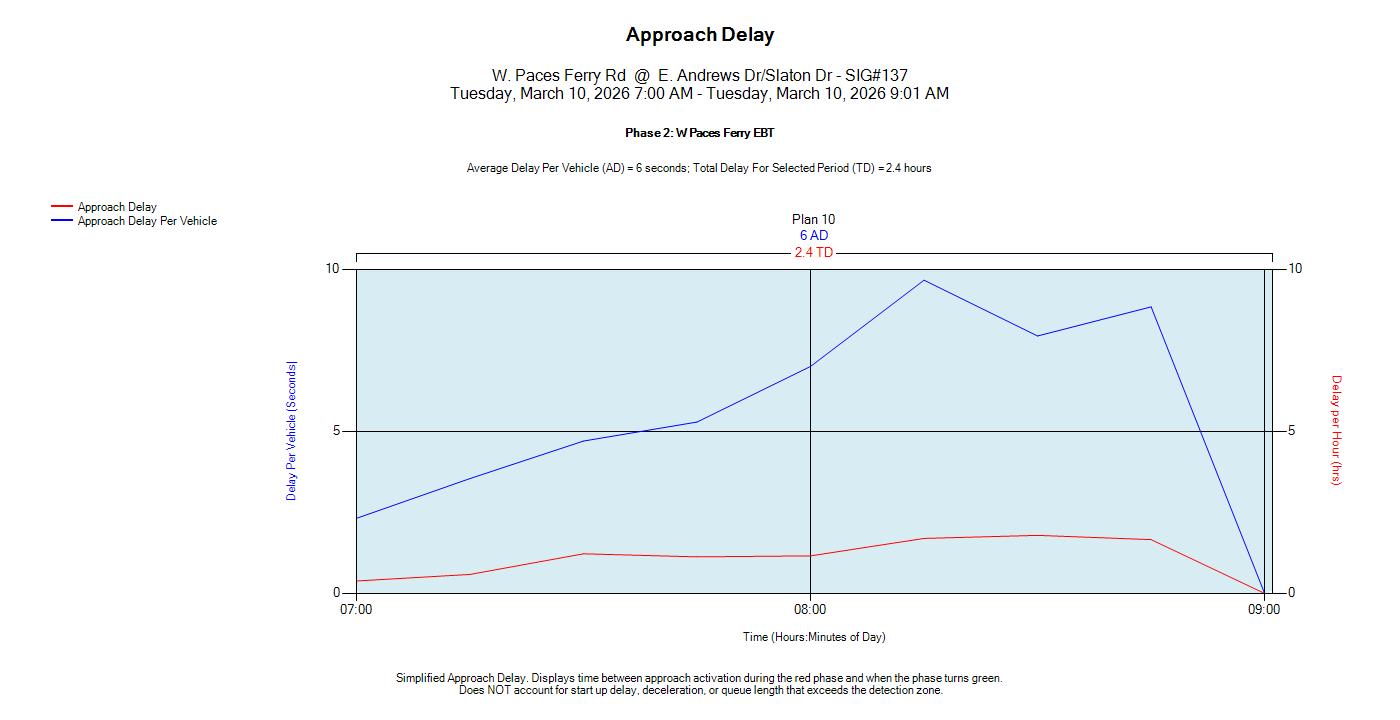 Approach Delay
W. Paces Ferry Rd @ E. Andrews Dr/Slaton Dr - SIG#137
Tuesday, March 10, 2026 7:00 AM - Tuesday, March 10, 2026 9:01 AM
Phase 2: W Paces Ferry EBT
Average Delay Per Vehicle (AD) = 6 seconds; Total Delay For Selected Period (TD) = 2.4 hours
Approach Delay
Approach Delay Per Vehicle
Plan 10
6 AD
2.4 TD
10
5
0
Delay Per Vehicle (Seconds)
10
5
0
Delay per Hour (hrs)
07:00
08:00
09:00
Time (Hours:Minutes of Day)
Simplified Approach Delay. Displays time between approach activation during the red phase and when the phase turns green.
Does NOT account for start up delay, deceleration, or queue length that exceeds the detection zone.